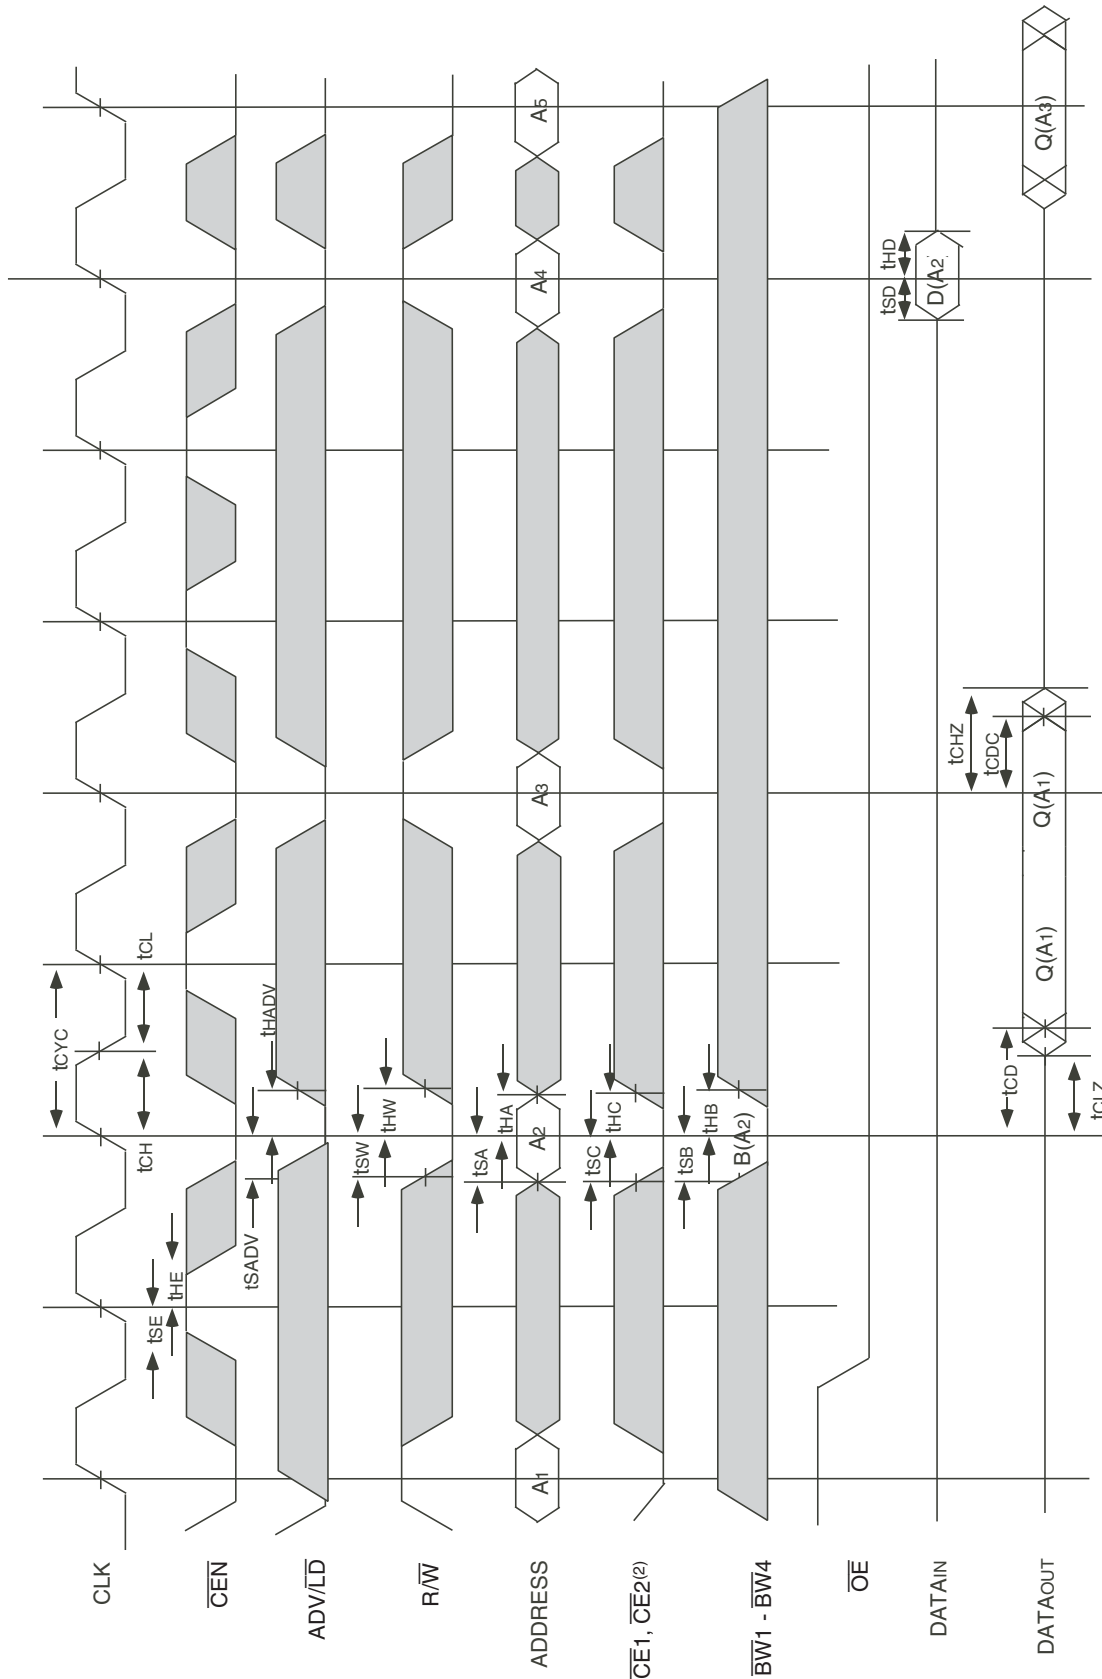 CLK
tCYC
tCH
tCL
CEN
tSE
tHE
ADV/LD
tSADV
tHADV
R/W
tSW
tHW
ADDRESS
A1
tSA
tHA
A2
A3
A4
A5
CE1, CE2(2)
tSC
tHC
BW1 - BW4
tSB
tHB
B(A2)
OE
DATAIN
tSD
tHD
D(A2)
DATAOUT
tCD
tCLZ
Q(A1)
Q(A1)
tCHZ
tCDC
Q(A3)